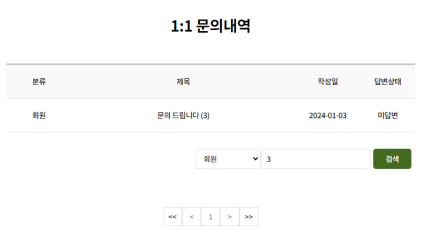 1:1 문의내역
분류 제목 작성일 답변상태
회원 문의 드립니다 (3) 2024-01-03 미답변
회원 3 검색
<< < 1 > >>